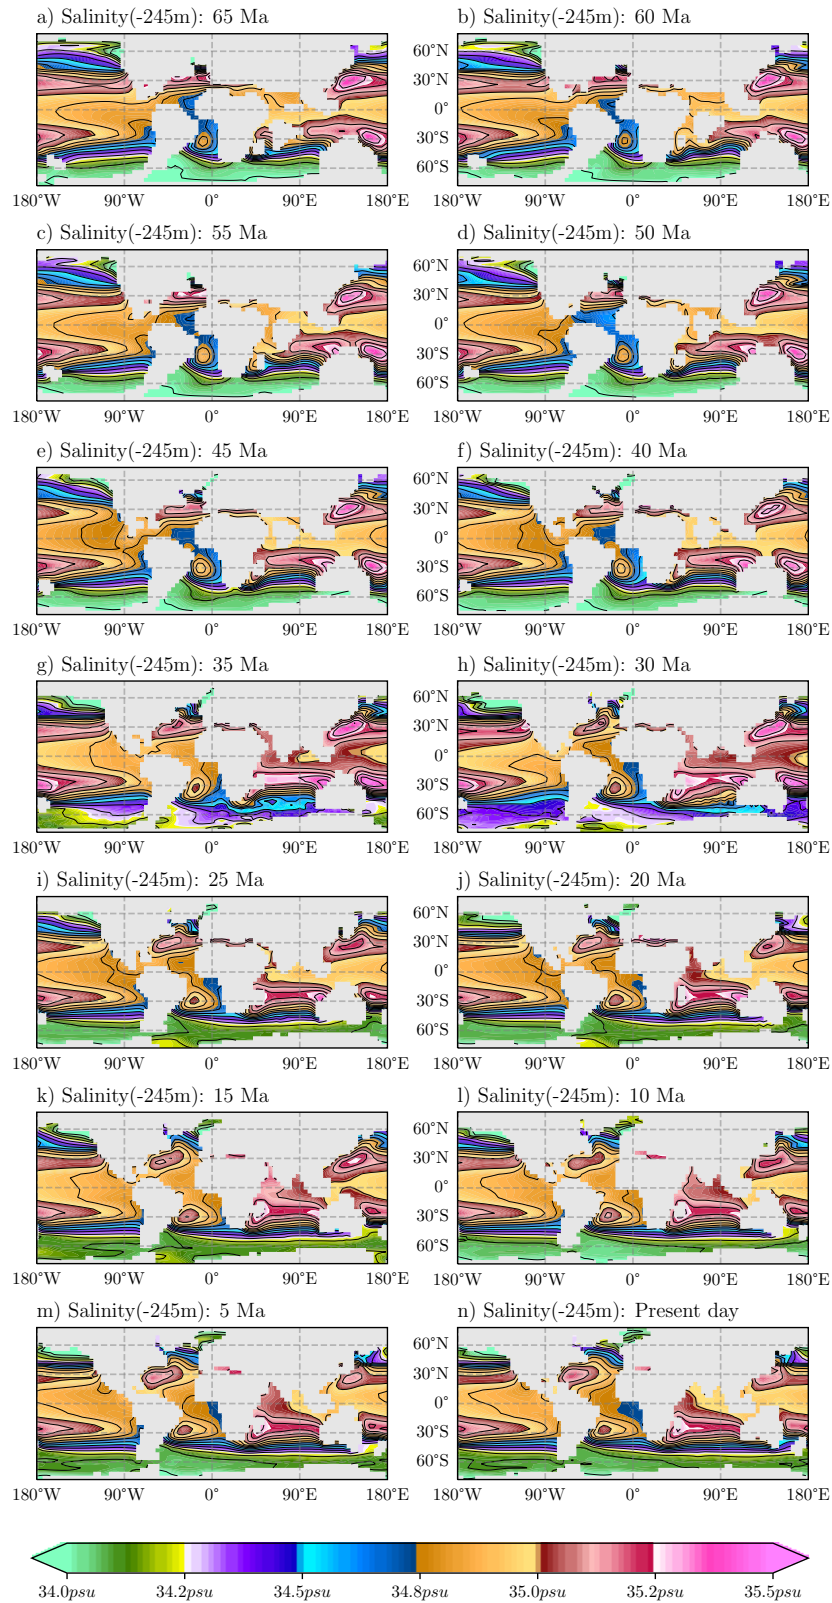 a) Salinity(-245m): 65 Ma
b) Salinity(-245m): 60 Ma
60°N
30°N
0°
30°S
60°S
180°W 90°W 0° 90°E 180°E
180°W 90°W 0° 90°E 180°E
c) Salinity(-245m): 55 Ma
d) Salinity(-245m): 50 Ma
60°N
30°N
0°
30°S
60°S
180°W 90°W 0° 90°E 180°E
180°W 90°W 0° 90°E 180°E
e) Salinity(-245m): 45 Ma
f) Salinity(-245m): 40 Ma
60°N
30°N
0°
30°S
60°S
180°W 90°W 0° 90°E 180°E
180°W 90°W 0° 90°E 180°E
g) Salinity(-245m): 35 Ma
h) Salinity(-245m): 30 Ma
60°N
30°N
0°
30°S
60°S
180°W 90°W 0° 90°E 180°E
180°W 90°W 0° 90°E 180°E
i) Salinity(-245m): 25 Ma
j) Salinity(-245m): 20 Ma
60°N
30°N
0°
30°S
60°S
180°W 90°W 0° 90°E 180°E
180°W 90°W 0° 90°E 180°E
k) Salinity(-245m): 15 Ma
l) Salinity(-245m): 10 Ma
60°N
30°N
0°
30°S
60°S
180°W 90°W 0° 90°E 180°E
180°W 90°W 0° 90°E 180°E
m) Salinity(-245m): 5 Ma
n) Salinity(-245m): Present day
60°N
30°N
0°
30°S
60°S
180°W 90°W 0° 90°E 180°E
180°W 90°W 0° 90°E 180°E
34.0psu 34.2psu 34.5psu 34.8psu 35.0psu 35.2psu 35.5psu